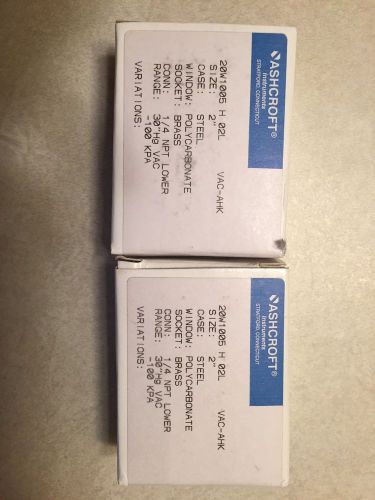 ASHCROFT®
Instruments
STRATFORD, CONNECTICUT
20W1005 H 02L VAC-AHK
SIZE: 2"
CASE: STEEL
WINDOW: POLYCARBONATE
SOCKET: BRASS
CONN: 1/4 NPT LOWER
RANGE: 30"Hg VAC
-100 KPA
VARIATIONS:
ASHCROFT®
Instruments
STRATFORD, CONNECTICUT
20W1005 H 02L VAC-AHK
SIZE: 2"
CASE: STEEL
WINDOW: POLYCARBONATE
SOCKET: BRASS
CONN: 1/4 NPT LOWER
RANGE: 30"Hg VAC
-100 KPA
VARIATIONS: